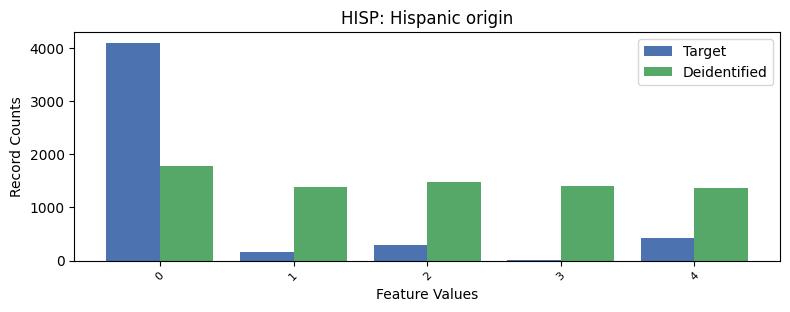 HISP: Hispanic origin
Target
Deidentified
Record Counts
4000
3000
2000
1000
0
0 1 2 3 4
Feature Values